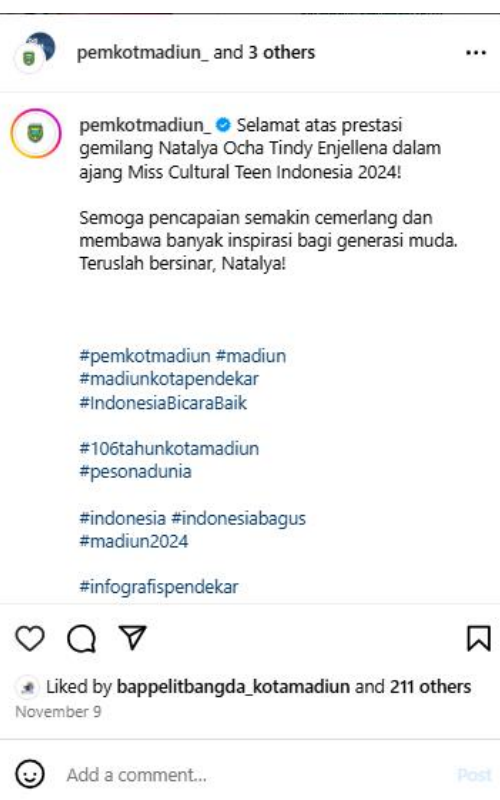 pemkotmadiun_ and 3 others
pemkotmadiun_ Selamat atas prestasi
gemilang Natalya Ocha Tindy Enjellena dalam
ajang Miss Cultural Teen Indonesia 2024!
Semoga pencapaian semakin cemerlang dan
membawa banyak inspirasi bagi generasi muda.
Teruslah bersinar, Natalya!
#pemkotmadiun #madiun
#madiunkotapendekar
#IndonesiaBicaraBaik
#106tahunkotamadiun
#pesonadunia
#indonesia #indonesiabagus
#madiun2024
#infografispendekar
Liked by bappelitbangda_kotamadiun and 211 others
November 9
Add a comment...
Post